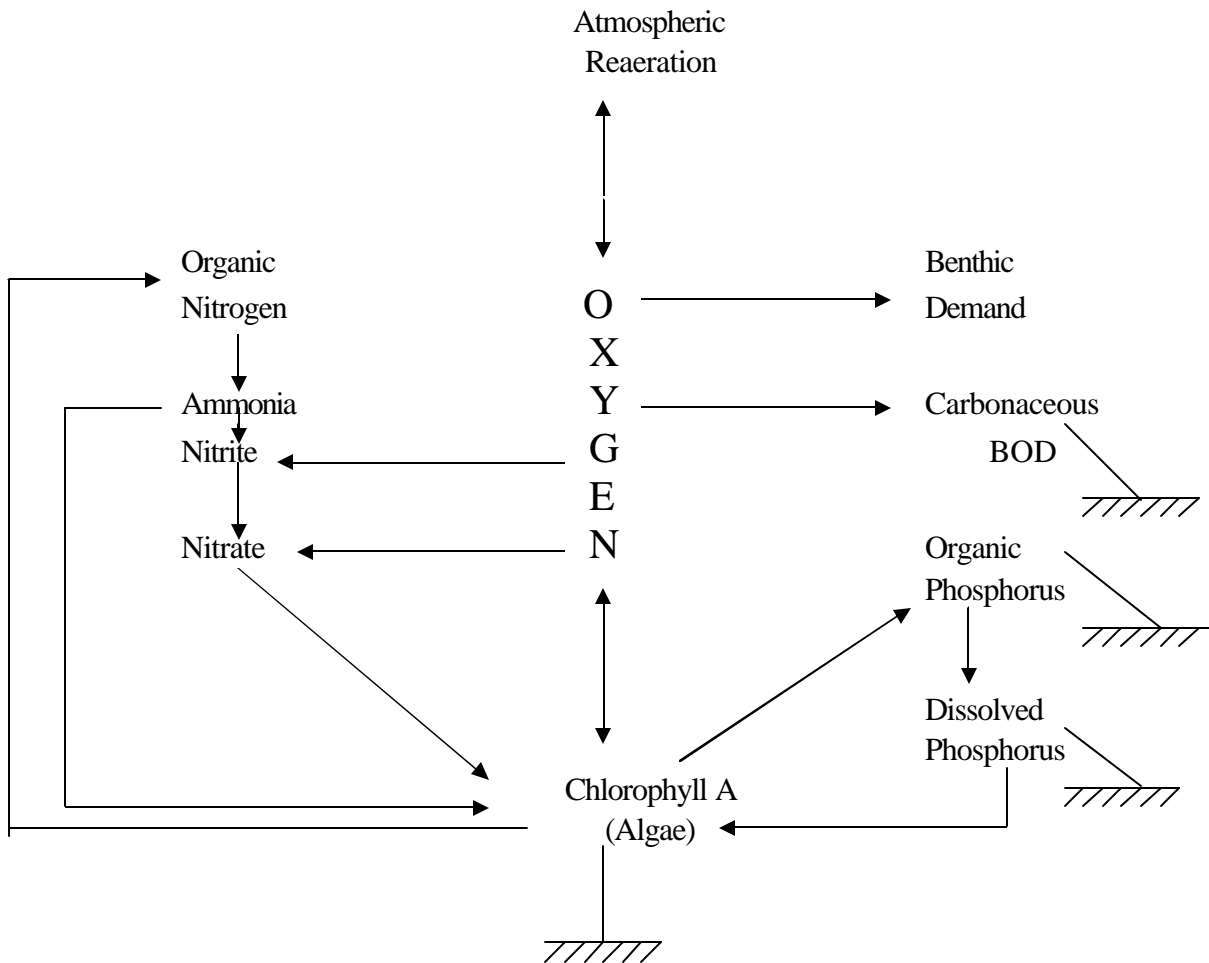 Atmospheric
Reaeration
Organic
Nitrogen
Ammonia
Nitrite
Nitrate
O
X
Y
G
E
N
Benthic
Demand
Carbonaceous
BOD
Organic
Phosphorus
Dissolved
Phosphorus
Chlorophyll A
(Algae)